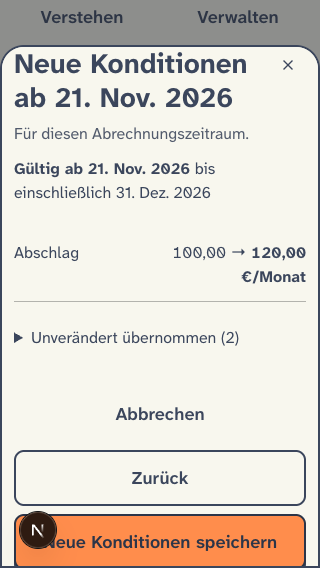 Verstehen Verwalten
Neue Konditionen ×
ab 21. Nov. 2026
Für diesen Abrechnungszeitraum.
Gültig ab 21. Nov. 2026 bis
einschließlich 31. Dez. 2026
Abschlag 100,00 → 120,00
€/Monat
▶ Unverändert übernommen (2)
Abbrechen
Zurück
N
Neue Konditionen speichern